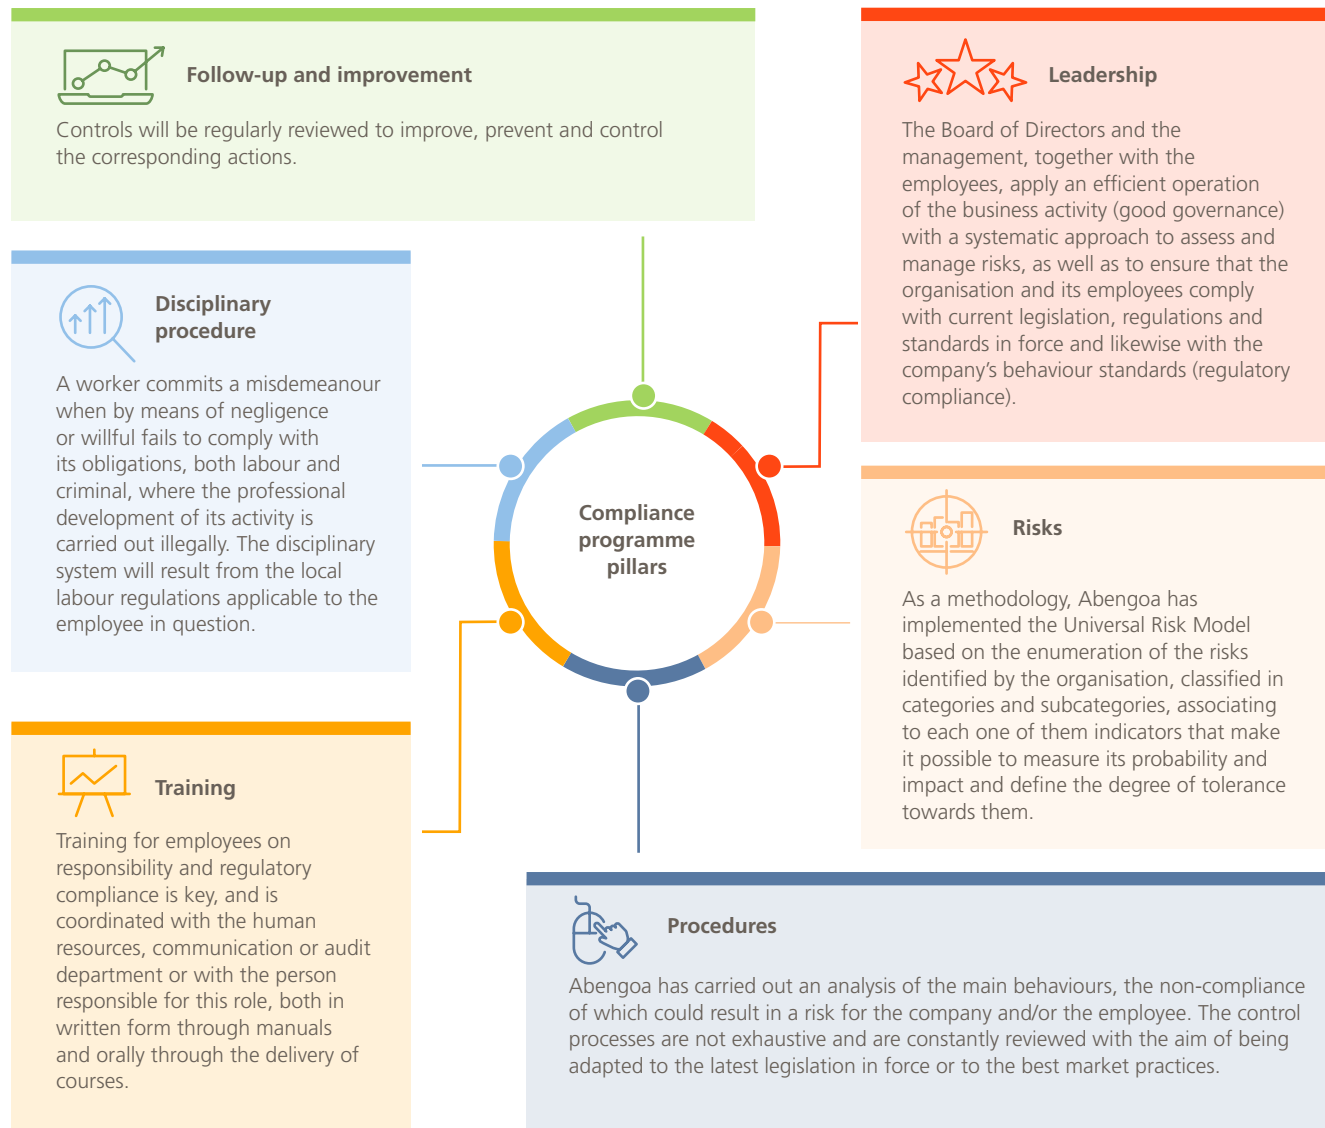 Follow-up and improvement
Controls will be regularly reviewed to improve, prevent and control
the corresponding actions.
Leadership
The Board of Directors and the
management, together with the
employees, apply an efficient operation
of the business activity (good governance)
with a systematic approach to assess and
manage risks, as well as to ensure that the
organisation and its employees comply
with current legislation, regulations and
standards in force and likewise with the
company’s behaviour standards (regulatory
compliance).
Disciplinary
procedure
A worker commits a misdemeanour
when by means of negligence
or willful fails to comply with
its obligations, both labour and
criminal, where the professional
development of its activity is
carried out illegally. The disciplinary
system will result from the local
labour regulations applicable to the
employee in question.
Compliance
programme
pillars
Risks
As a methodology, Abengoa has
implemented the Universal Risk Model
based on the enumeration of the risks
identified by the organisation, classified in
categories and subcategories, associating
to each one of them indicators that make
it possible to measure its probability and
impact and define the degree of tolerance
towards them.
Training
Training for employees on
responsibility and regulatory
compliance is key, and is
coordinated with the human
resources, communication or audit
department or with the person
responsible for this role, both in
written form through manuals
and orally through the delivery of
courses.
Procedures
Abengoa has carried out an analysis of the main behaviours, the non-compliance
of which could result in a risk for the company and/or the employee. The control
processes are not exhaustive and are constantly reviewed with the aim of being
adapted to the latest legislation in force or to the best market practices.